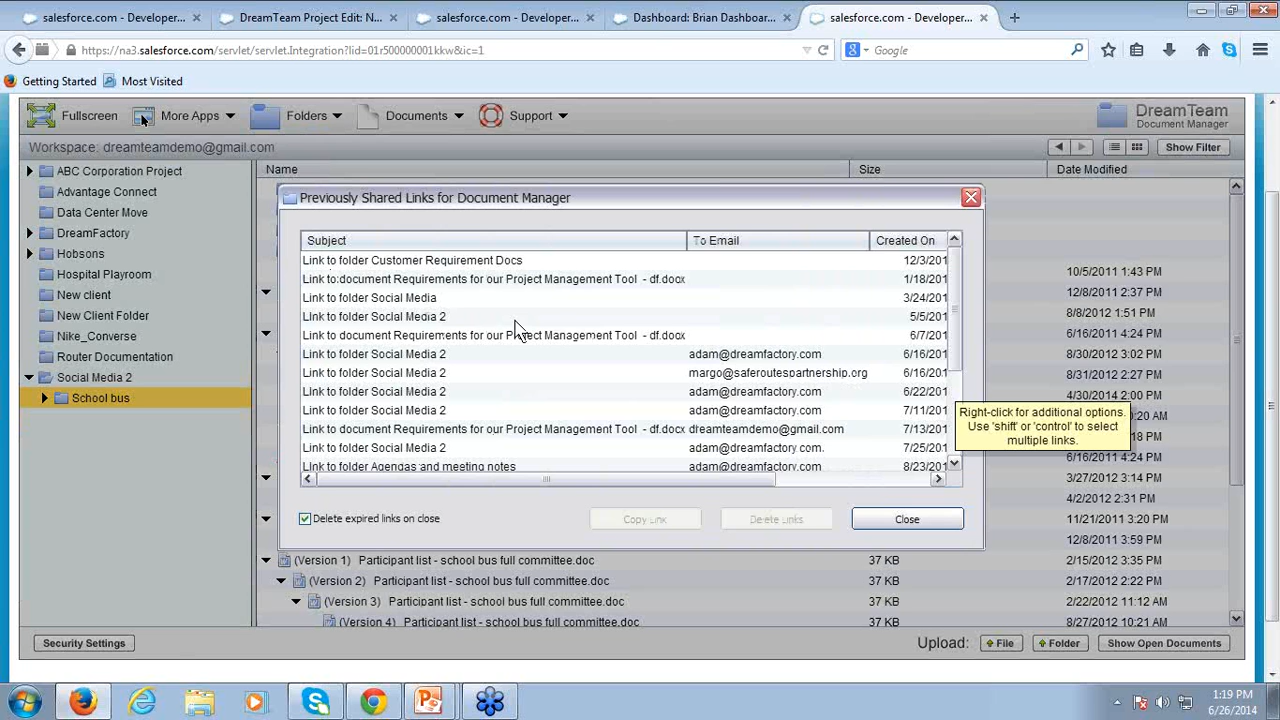 salesforce.com - Developer... × DreamTeam Project Edit: N... × salesforce.com - Developer... × Dashboard: Brian Dashboar... × salesforce.com - Developer... × +
https://na3.salesforce.com/servlet/servlet.Integration?lid=01r500000001kkw&ic=1 Google
Getting Started Most Visited
Fullscreen More Apps Folders Documents Support DreamTeam
Document Manager
Workspace: dreamteamdemo@gmail.com Show Filter
Name Size Date Modified
ABC Corporation Project
Advantage Connect
Data Center Move
DreamFactory
Hobsons
Hospital Playroom
New client
New Client Folder
Nike_Converse
Router Documentation
Social Media 2
School bus
Previously Shared Links for Document Manager
Subject To Email Created On
Link to folder Customer Requirement Docs 12/3/201
Link to document Requirements for our Project Management Tool - df.docx 1/18/201
Link to folder Social Media 3/24/201
Link to folder Social Media 2 5/5/201
Link to document Requirements for our Project Management Tool - df.docx 6/7/201
Link to folder Social Media 2 adam@dreamfactory.com 6/16/201
Link to folder Social Media 2 margo@saferoutespartnership.org 6/16/201
Link to folder Social Media 2 adam@dreamfactory.com 6/22/201
Link to folder Social Media 2 adam@dreamfactory.com 7/11/201
Link to document Requirements for our Project Management Tool - df.docx dreamteamdemo@gmail.com 7/13/201
Link to folder Social Media 2 adam@dreamfactory.com. 7/25/201
Link to folder Agendas and meeting notes adam@dreamfactory.com 8/23/201
Delete expired links on close Copy Link Delete Links Close
Right-click for additional options.
Use 'shift' or 'control' to select
multiple links.
10/5/2011 1:43 PM
12/8/2011 2:37 PM
8/8/2012 1:51 PM
6/16/2011 4:24 PM
8/30/2012 3:02 PM
8/31/2012 2:27 PM
4/30/2014 2:00 PM
:20 AM
6/16/2011 4:24 PM
3/27/2012 3:14 PM
4/2/2012 2:31 PM
11/21/2011 3:20 PM
12/8/2011 3:59 PM
(Version 1) Participant list - school bus full committee.doc 37 KB 2/15/2012 3:35 PM
(Version 2) Participant list - school bus full committee.doc 37 KB 2/17/2012 2:22 PM
(Version 3) Participant list - school bus full committee.doc 37 KB 2/22/2012 11:12 AM
(Version 4) Participant list - school bus full committee.doc 37 KB 8/27/2012 10:21 AM
Security Settings Upload: File Folder Show Open Documents
1:19 PM
6/26/2014